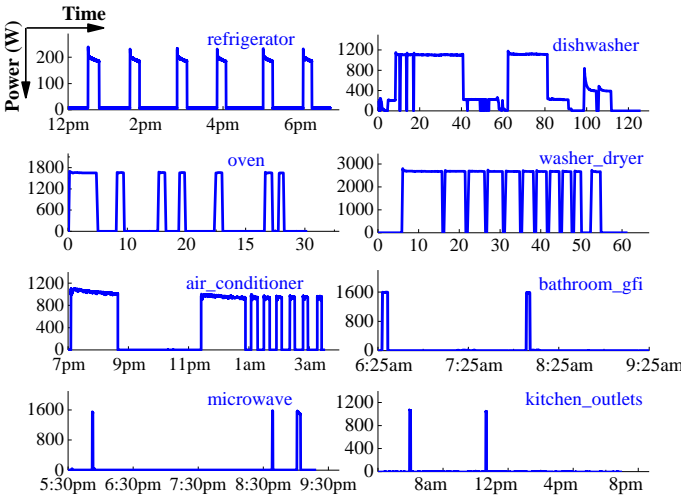 Time
Power (W)
refrigerator
200
100
0
12pm 2pm 4pm 6pm
dishwasher
1200
800
400
0
0 20 40 60 80 100 120
oven
1800
1200
600
0
0 10 20 15 30
washer_dryer
3000
2000
1000
0
0 10 20 30 40 50 60
air_conditioner
1200
800
400
0
7pm 9pm 11pm 1am 3am
bathroom_gfi
1600
800
0
6:25am 7:25am 8:25am 9:25am
microwave
1600
800
0
5:30pm 6:30pm 7:30pm 8:30pm 9:30pm
kitchen_outlets
1200
800
400
0
8am 12pm 4pm 8pm